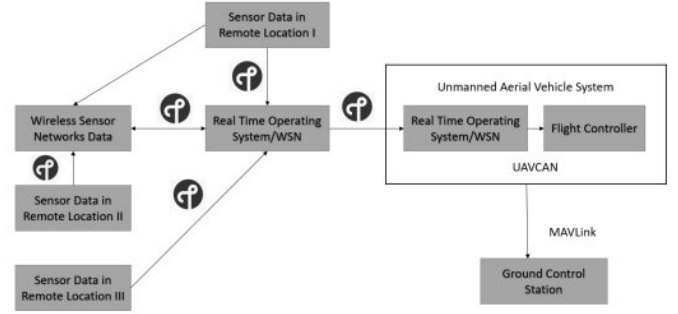 Sensor Data in
Remote Location I
Unmanned Aerial Vehicle System
Wireless Sensor
Networks Data
Real Time Operating
System/WSN
Real Time Operating
System/WSN
Flight Controller
UAVCAN
Sensor Data in
Remote Location II
MAVLink
Sensor Data in
Remote Location III
Ground Control
Station